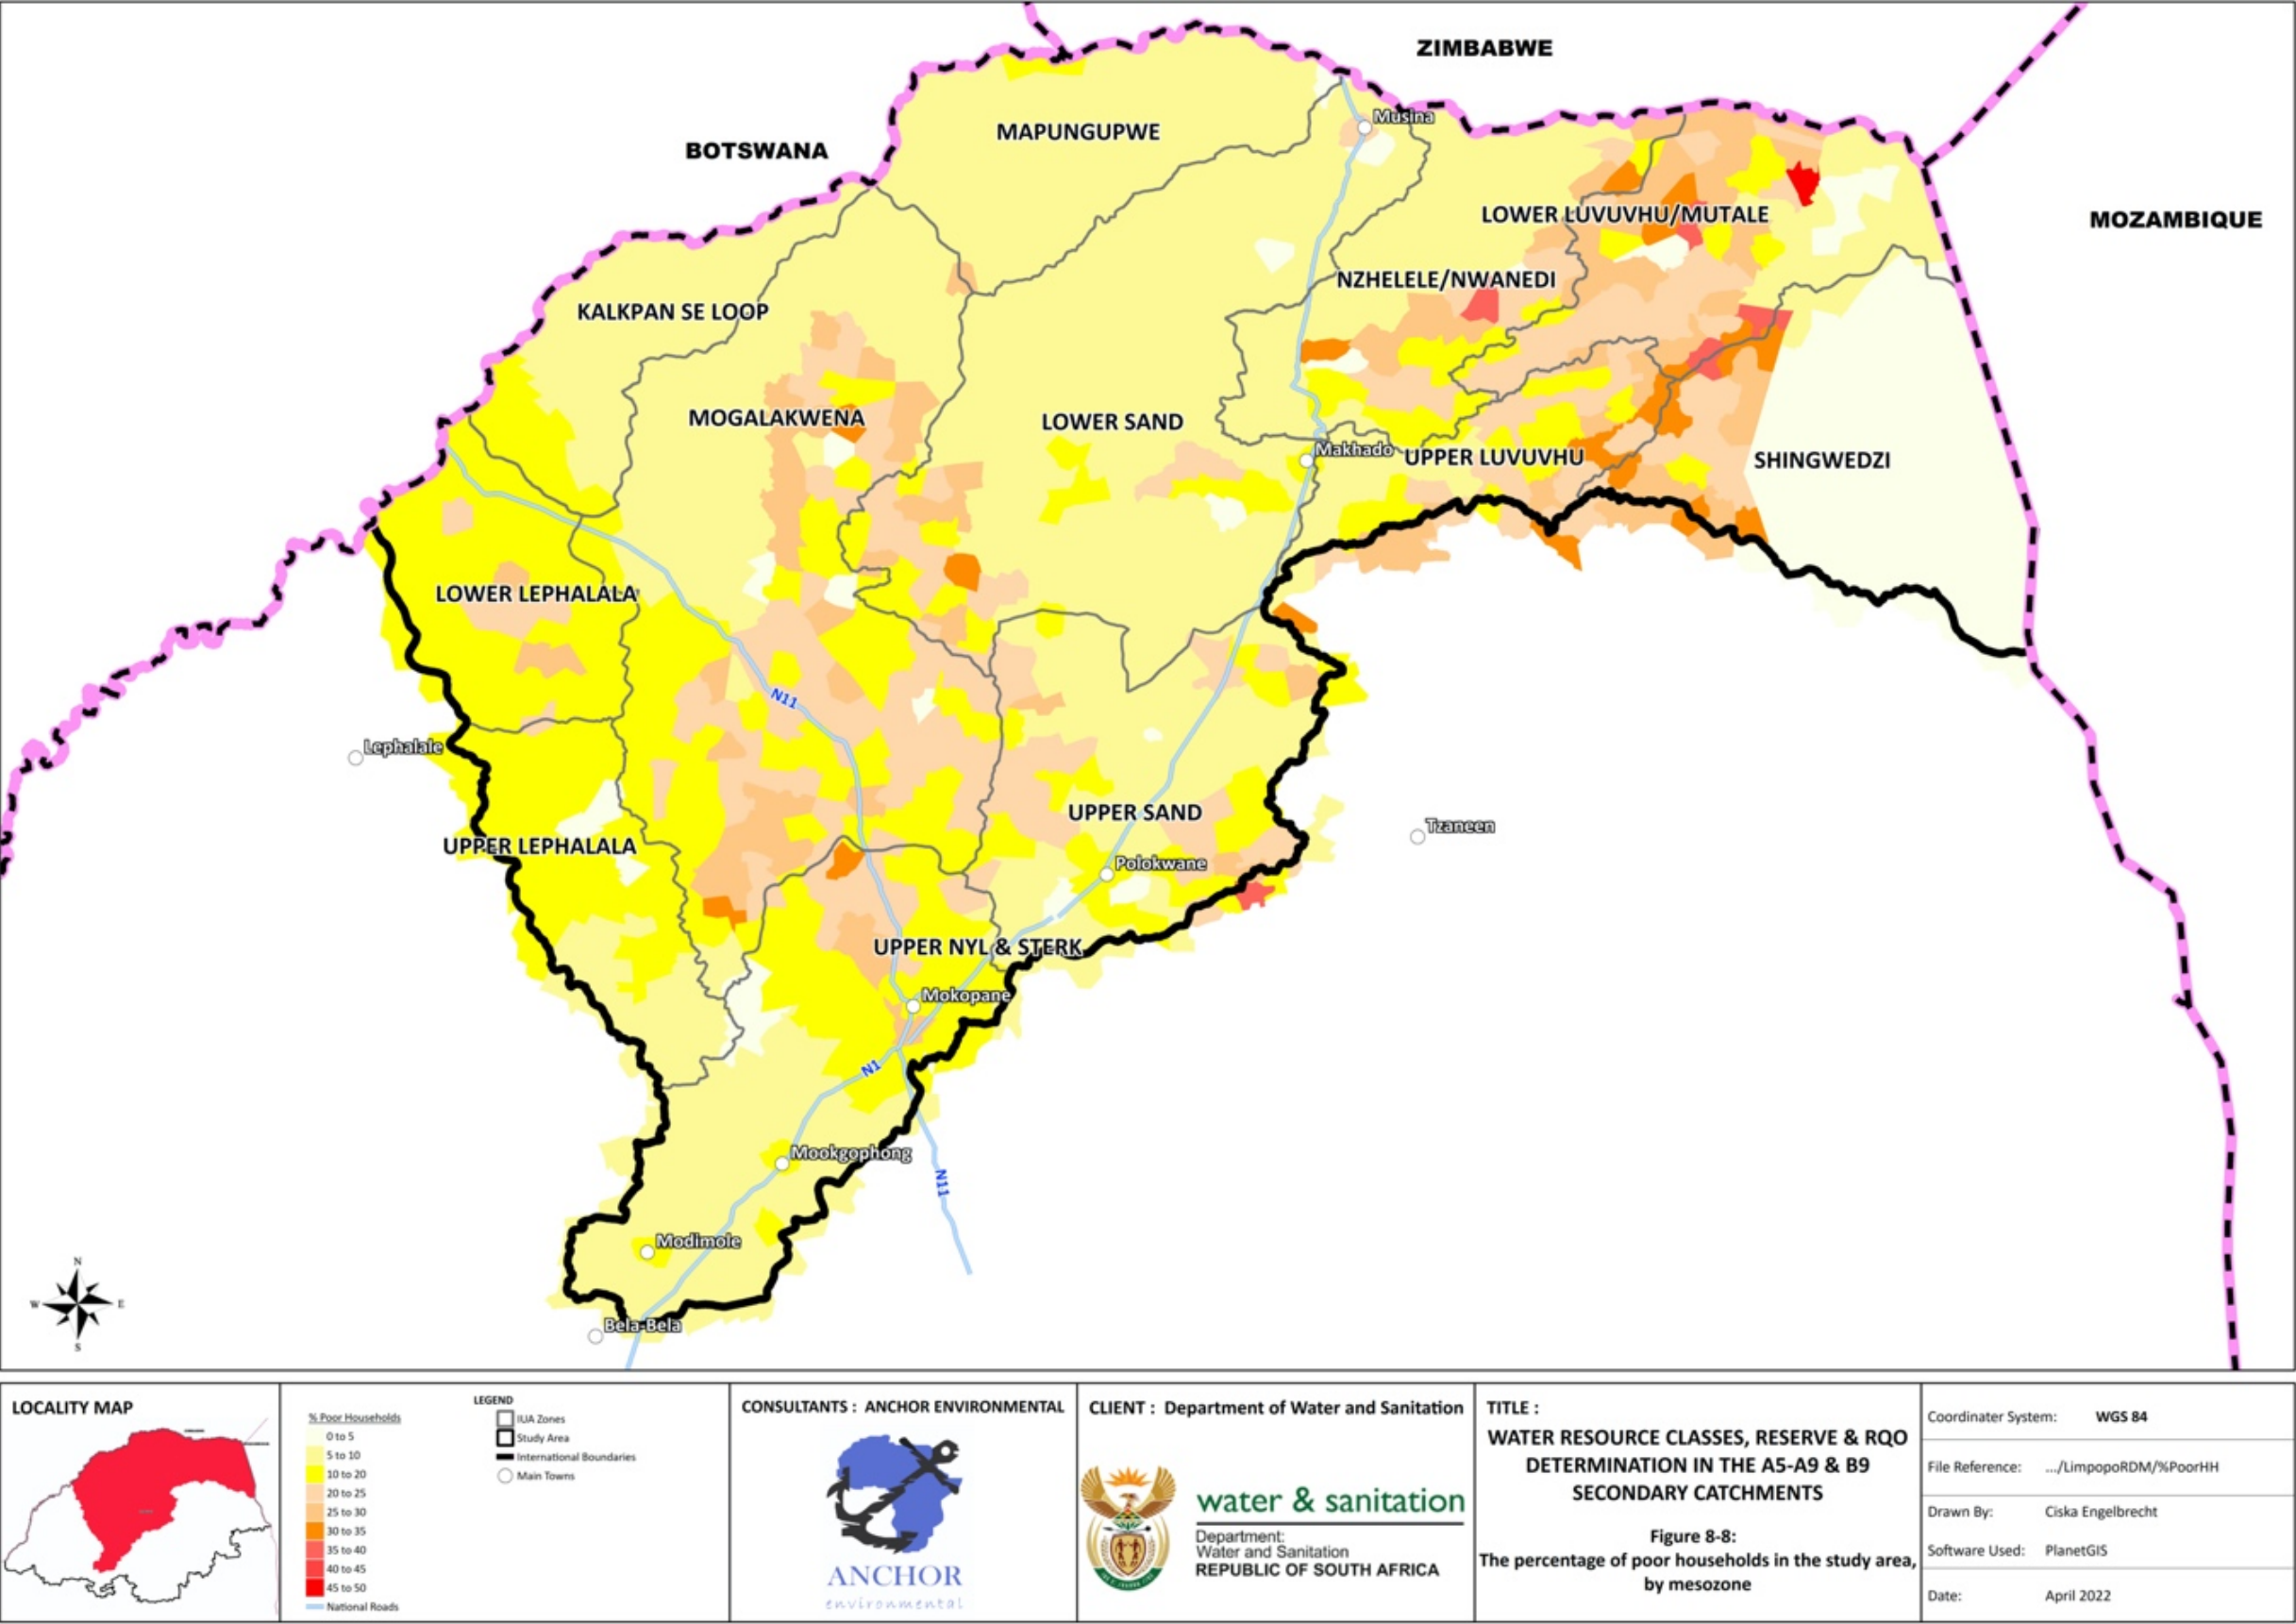 ZIMBABWE
MAPUNGUPWE
Musina
BOTSWANA
LOWER LUVUVHU/MUTALE
MOZAMBIQUE
NZHELELE/NWANEDI
KALKPAN SE LOOP
MOGALAKWENA
LOWER SAND
Makhado
UPPER LUVUVHU
SHINGWEDZI
LOWER LEPHALALA
N11
Lephalale
UPPER SAND
Tzaneen
UPPER LEPHALALA
Polokwane
UPPER NYL & STERK
Mokopane
N1
Mookgophong
N11
Modimole
Bela-Bela
N
W
E
S
LOCALITY MAP
% Poor Households
0 to 5
5 to 10
10 to 20
20 to 25
25 to 30
30 to 35
35 to 40
40 to 45
45 to 50
National Roads
LEGEND
IUA Zones
Study Area
International Boundaries
Main Towns
CONSULTANTS : ANCHOR ENVIRONMENTAL
ANCHOR
environmental
CLIENT : Department of Water and Sanitation
water & sanitation
Department:
Water and Sanitation
REPUBLIC OF SOUTH AFRICA
TITLE :
WATER RESOURCE CLASSES, RESERVE & RQO
DETERMINATION IN THE A5-A9 & B9
SECONDARY CATCHMENTS
Figure 8-8:
The percentage of poor households in the study area,
by mesozone
Coordinater System: WGS 84
File Reference: .../LimpopoRDM/%PoorHH
Drawn By: Ciska Engelbrecht
Software Used: PlanetGIS
Date: April 2022